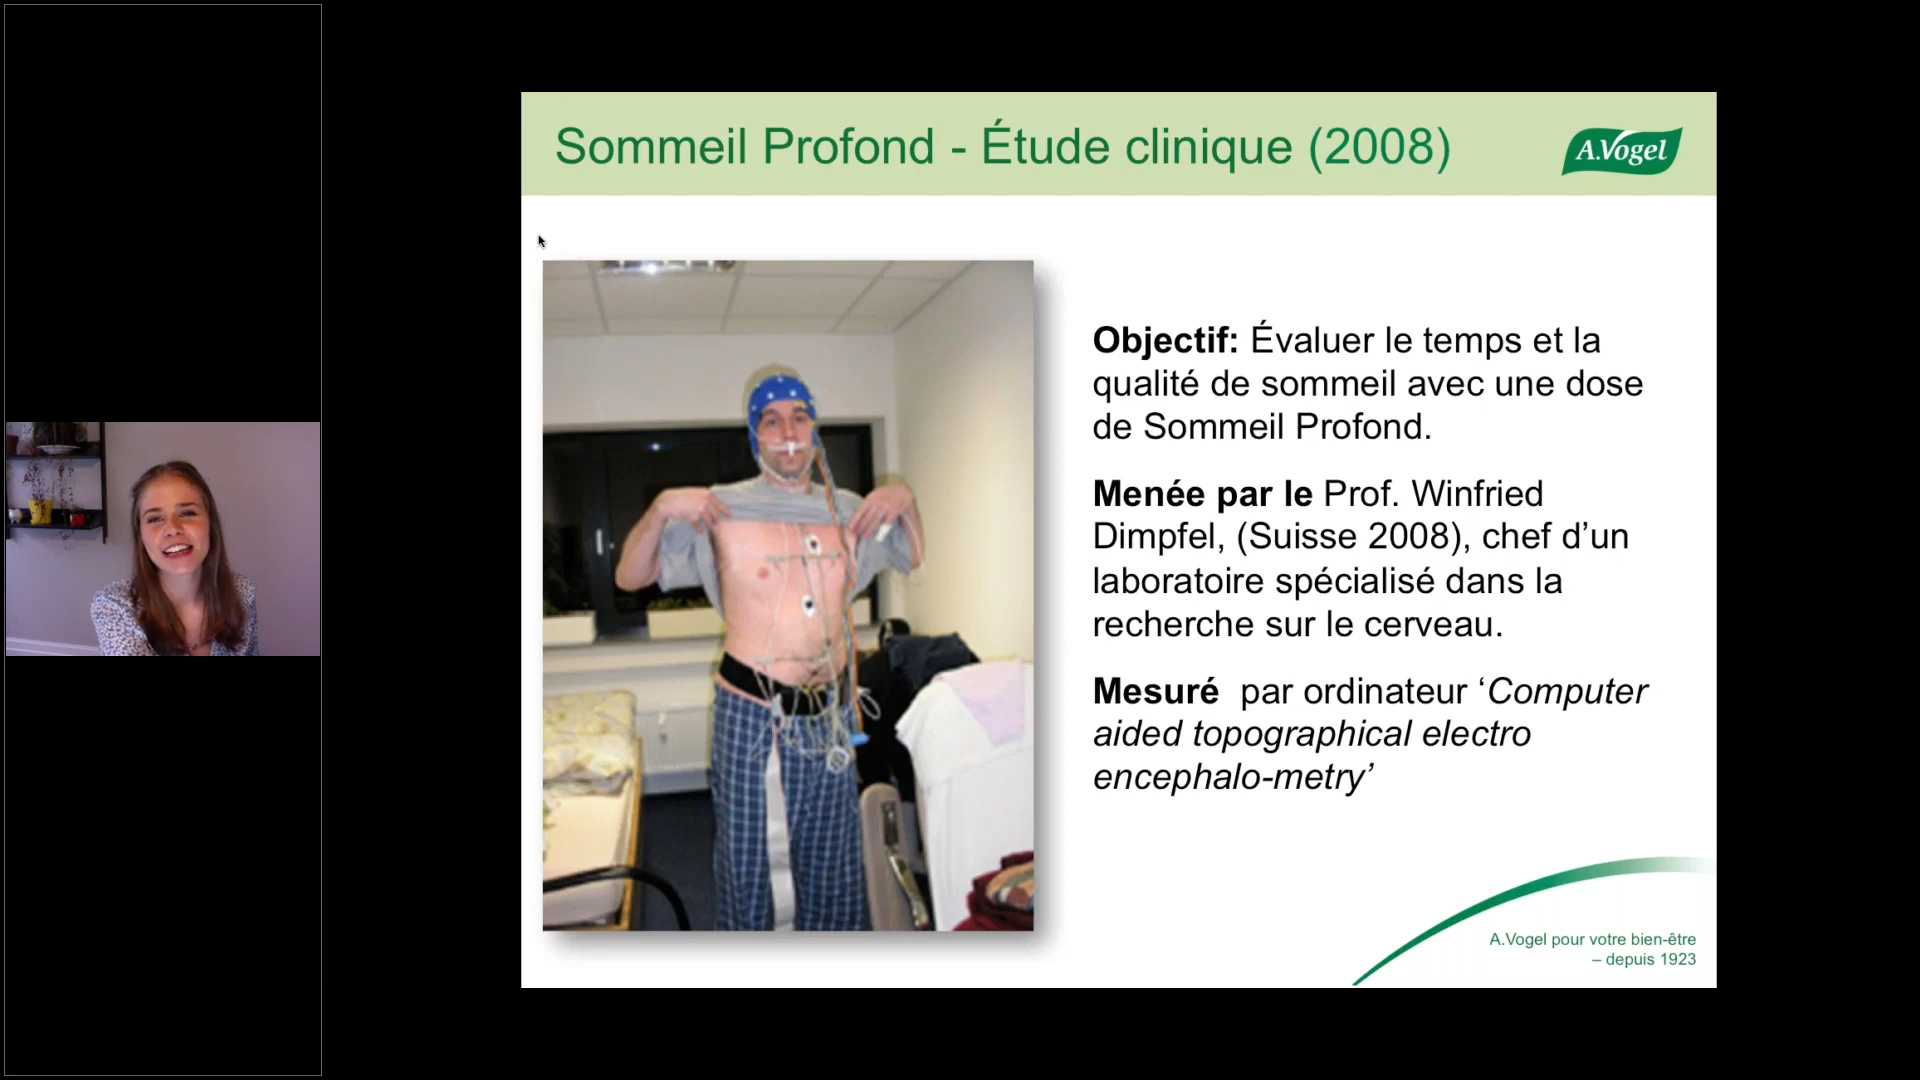 Sommeil Profond - Étude clinique (2008)
A.Vogel
Objectif: Évaluer le temps et la
qualité de sommeil avec une dose
de Sommeil Profond.
Menée par le Prof. Winfried
Dimpfel, (Suisse 2008), chef d’un
laboratoire spécialisé dans la
recherche sur le cerveau.
Mesuré  par ordinateur ‘Computer
aided topographical electro
encephalo-metry’
A.Vogel pour votre bien-être
– depuis 1923